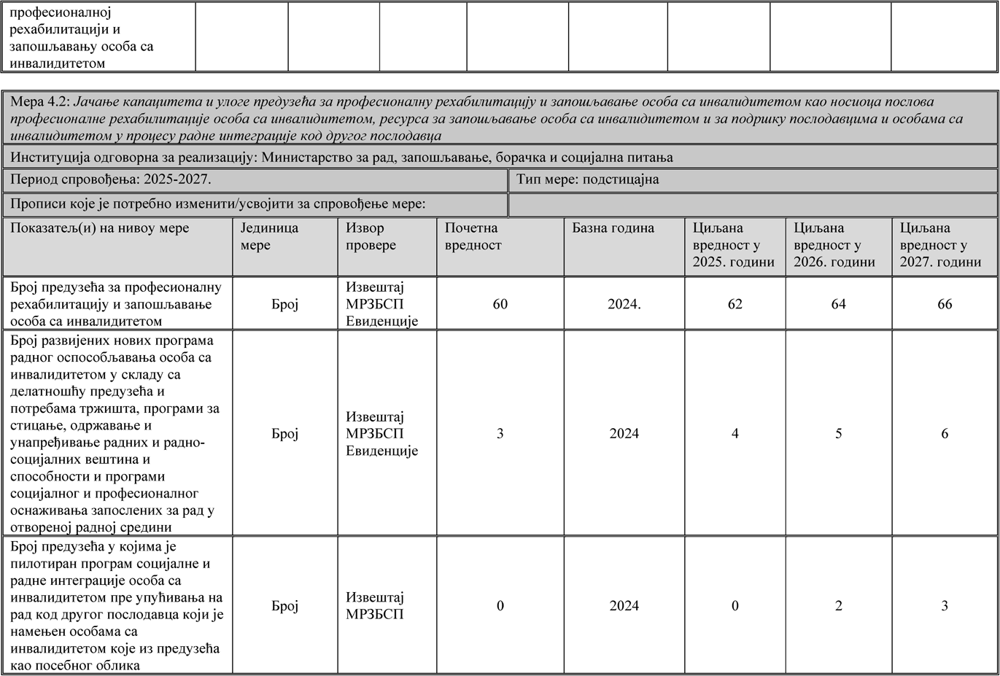 професионалној
рехабилитацији и
запошљавању особа са
инвалидитетом
Мера 4.2: Јачање капацитета и улоге предузећа за професионалну рехабилитацију и запошљавање особа са инвалидитетом као носиоца послова
професионалне рехабилитације особа са инвалидитетом, ресурса за запошљавање особа са инвалидитетом и за подршку послодавцима и особама са
инвалидитетом у процесу радне интеграције код другог послодавца
Институција одговорна за реализацију: Министарство за рад, запошљавање, борачка и социјална питања
Период спровођења: 2025-2027.
Тип мере: подстицајна
Прописи које је потребно изменити/усвојити за спровођење мере:
Показатељ(и) на нивоу мере
Јединица
мере
Извор
провере
Почетна
вредност
Базна година
Циљана
вредност у
2025. години
Циљана
вредност у
2026. години
Циљана
вредност у
2027. години
Број предузећа за професионалну
рехабилитацију и запошљавање
особа са инвалидитетом
Број
Извештај
МРЗБСП
Евиденције
60
2024.
62
64
66
Број развијених нових програма
радног оспособљавања особа са
инвалидитетом у складу са
делатношћу предузећа и
потребама тржишта, програми за
стицање, одржавање и
унапређивање радних и радно-
социјалних вештина и
способности и програми
социјалног и професионалног
оснаживања запослених за рад у
отвореној радној средини
Број
Извештај
МРЗБСП
Евиденције
3
2024
4
5
6
Број предузећа у којима је
пилотиран програм социјалне и
радне интеграције особа са
инвалидитетом пре упућивања на
рад код другог послодавца који је
намењен особама са
инвалидитетом које из предузећа
као посебног облика
Број
Извештај
МРЗБСП
0
2024
0
2
3